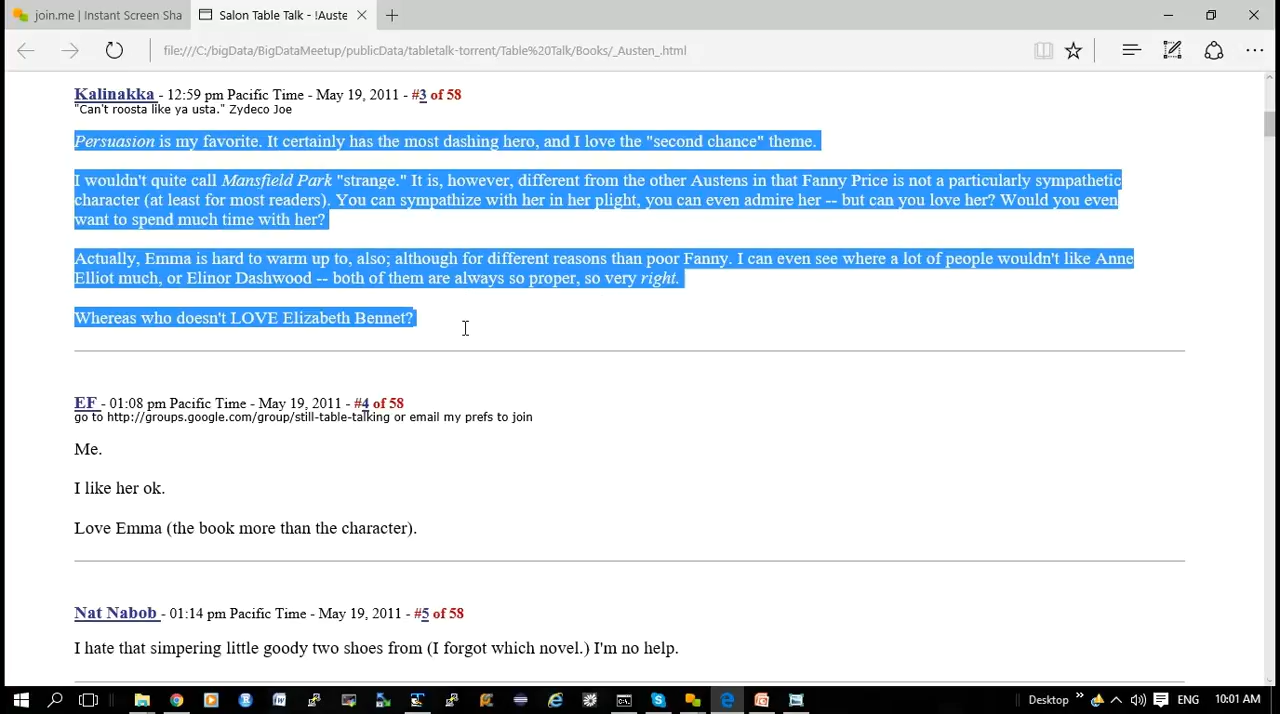 join.me | Instant Screen Sha
Salon Table Talk - !Auste
file:///C:/bigData/BigDataMeetup/publicData/tabletalk-torrent/Table%20Talk/Books/_Austen_.html
Kalinakka - 12:59 pm Pacific Time - May 19, 2011 - #3 of 58
"Can't roosta like ya usta." Zydeco Joe
Persuasion is my favorite. It certainly has the most dashing hero, and I love the "second chance" theme.
I wouldn't quite call Mansfield Park "strange." It is, however, different from the other Austens in that Fanny Price is not a particularly sympathetic
character (at least for most readers). You can sympathize with her in her plight, you can even admire her -- but can you love her? Would you even
want to spend much time with her?
Actually, Emma is hard to warm up to, also; although for different reasons than poor Fanny. I can even see where a lot of people wouldn't like Anne
Elliot much, or Elinor Dashwood -- both of them are always so proper, so very right.
Whereas who doesn't LOVE Elizabeth Bennet?
EF - 01:08 pm Pacific Time - May 19, 2011 - #4 of 58
go to http://groups.google.com/group/still-table-talking or email my prefs to join
Me.
I like her ok.
Love Emma (the book more than the character).
Nat Nabob - 01:14 pm Pacific Time - May 19, 2011 - #5 of 58
I hate that simpering little goody two shoes from (I forgot which novel.) I'm no help.
Desktop
ENG
10:01 AM